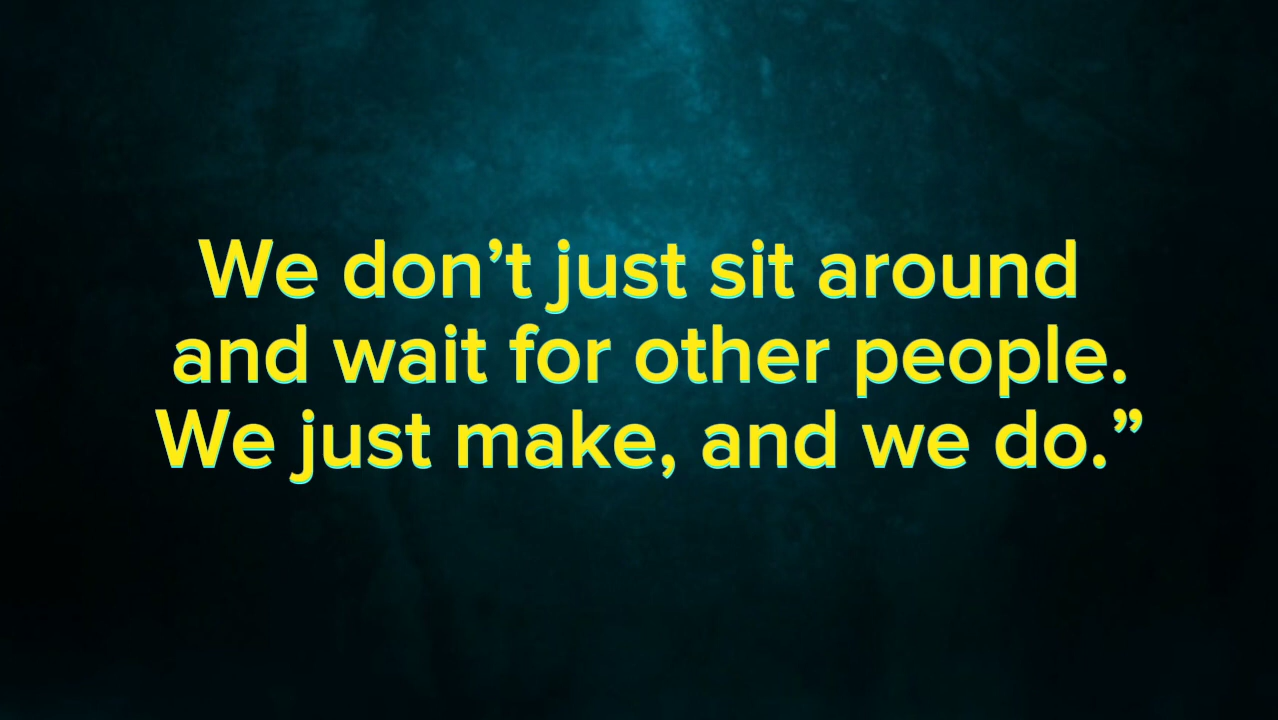 We don’t just sit around
and wait for other people.
We just make, and we do.”